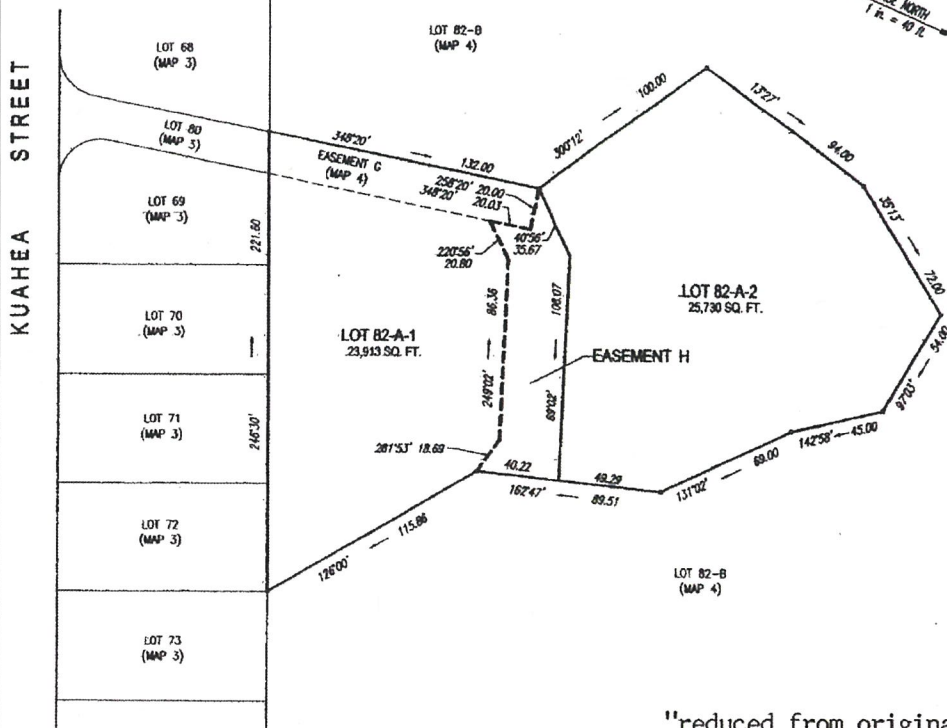 KUAHEA STREET
LOT 68
(MAP 3)
LOT 82-B
(MAP 4)
NORTH
1 in. = 40 ft.
LOT 80
(MAP 3)
348°20' 132.00
EASEMENT G
(MAP 4)
258°20' 20.00
348°20' 20.03
300°12' 100.00
13°27' 94.00
35°13' 72.00
54.00
97°03'
142°58' 45.00
131°02' 69.00
LOT 69
(MAP 3)
221.60
220°56'
20.80
40°56'
35.67
LOT 70
(MAP 3)
LOT 82-A-1
23,913 SQ. FT.
249°02' 86.36
69°02' 108.07
LOT 82-A-2
25,730 SQ. FT.
EASEMENT H
LOT 71
(MAP 3)
246°30'
281°53' 18.69
40.22
49.29
162°47' 89.51
LOT 72
(MAP 3)
126°00' 115.86
LOT 82-B
(MAP 4)
LOT 73
(MAP 3)
"reduced from origina